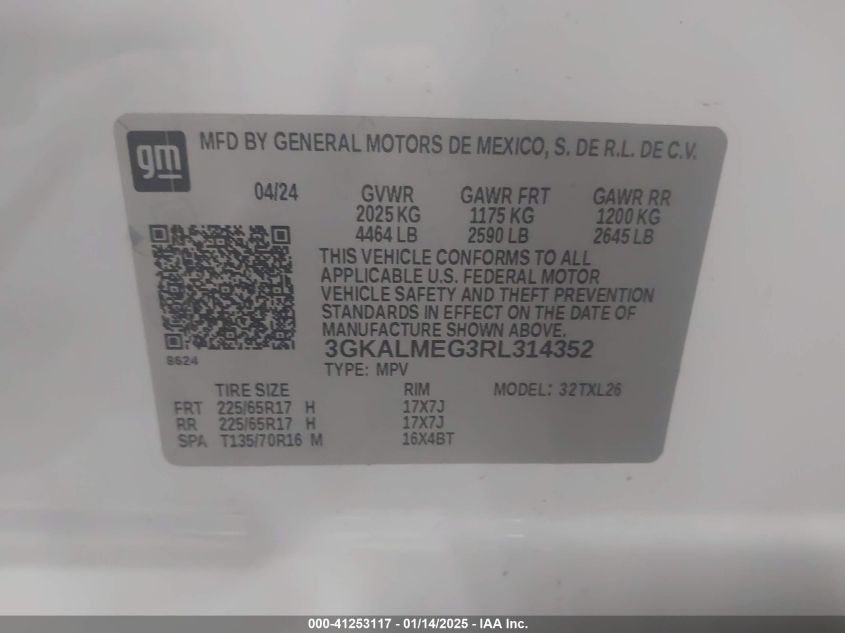 gm
MFD BY GENERAL MOTORS DE MEXICO, S. DE R.L. DE C.V.
04/24 GVWR GAWR FRT GAWR RR
2025 KG 1175 KG 1200 KG
4464 LB 2590 LB 2645 LB
THIS VEHICLE CONFORMS TO ALL
APPLICABLE U.S. FEDERAL MOTOR
VEHICLE SAFETY AND THEFT PREVENTION
STANDARDS IN EFFECT ON THE DATE OF
MANUFACTURE SHOWN ABOVE.
3GKALMEG3RL314352
8624
TYPE: MPV
TIRE SIZE RIM MODEL: 32TXL26
FRT 225/65R17 H 17X7J
RR 225/65R17 H 17X7J
SPA T135/70R16 M 16X4BT
000-41253117 - 01/14/2025 - IAA Inc.